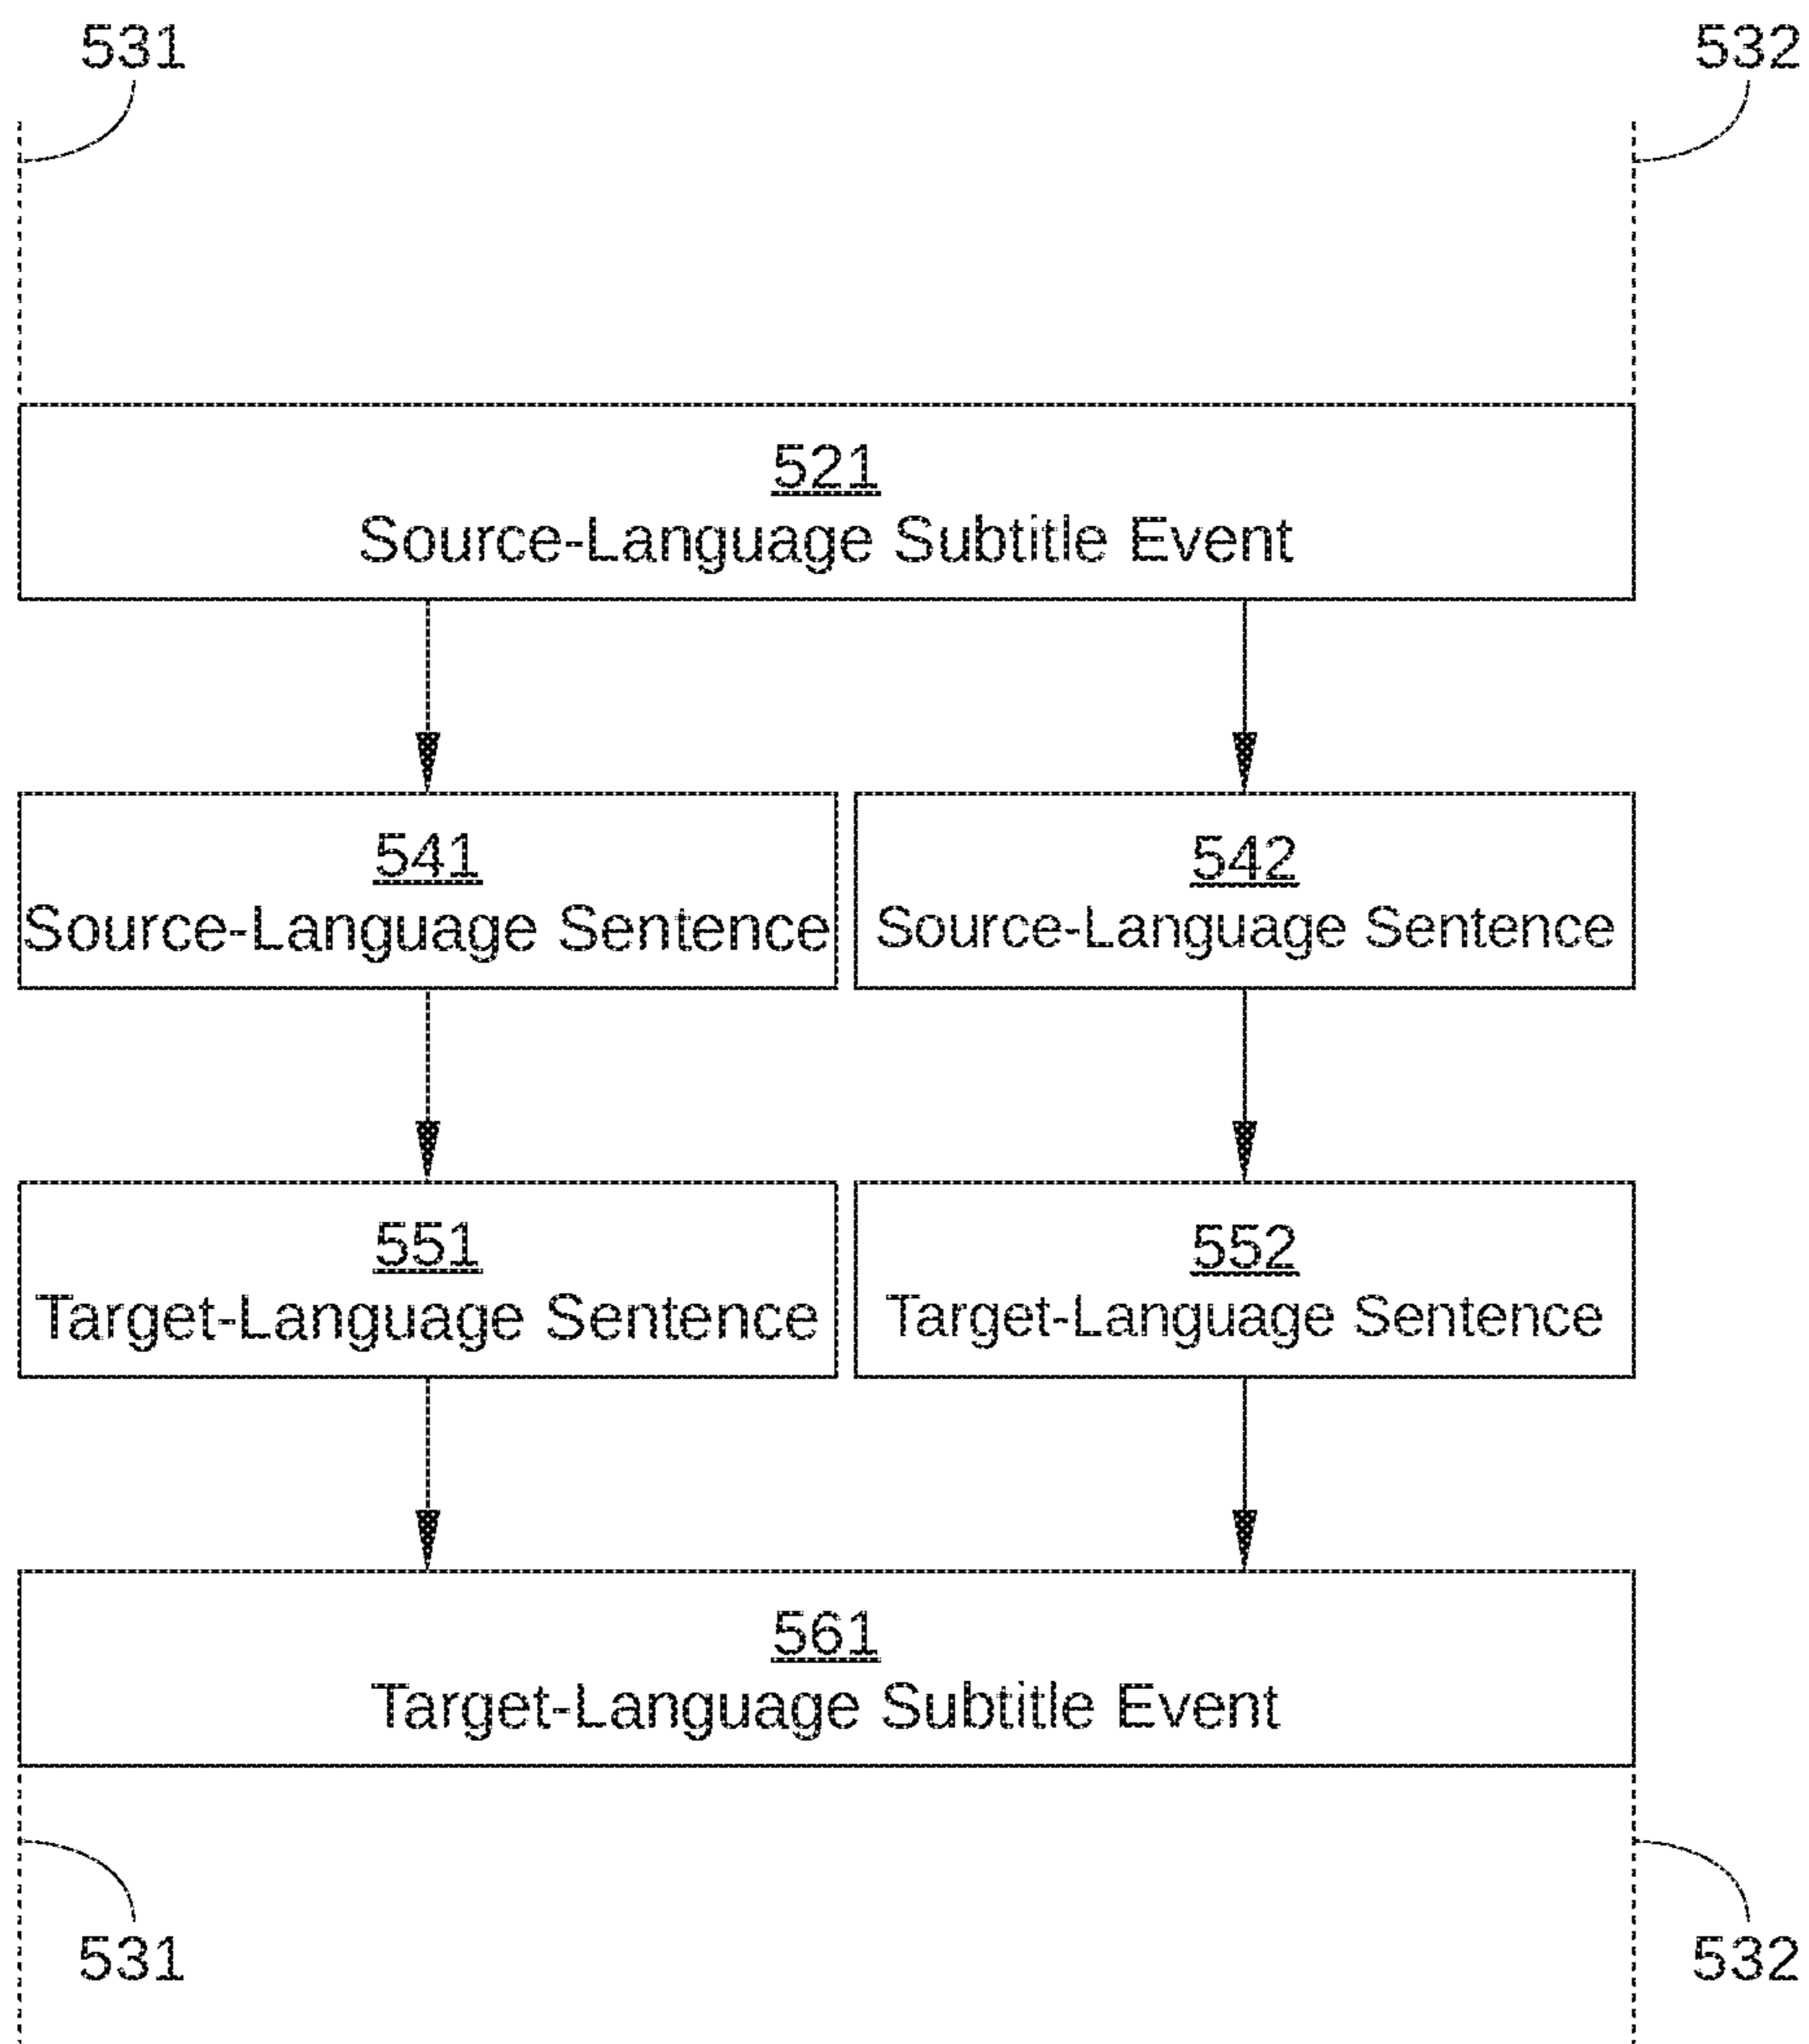 531
532
521
Source-Language Subtitle Event
541
Source-Language Sentence
542
Source-Language Sentence
551
Target-Language Sentence
552
Target-Language Sentence
561
Target-Language Subtitle Event
531
532